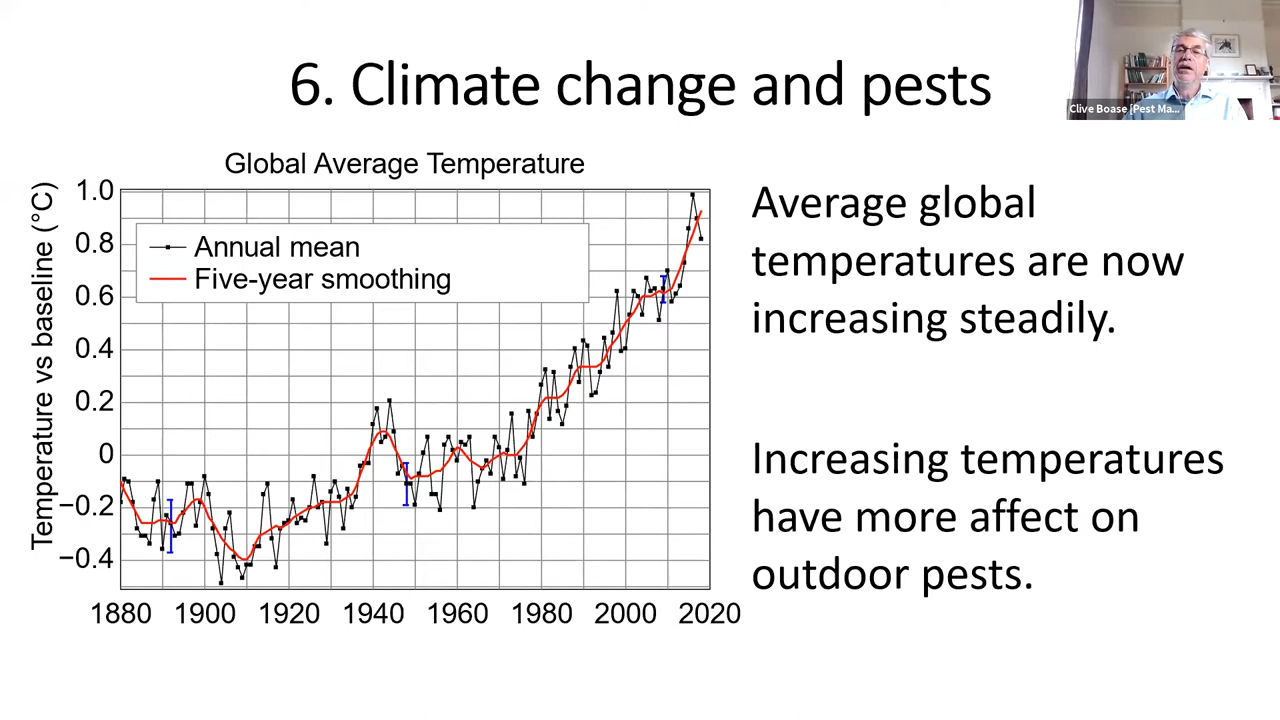 6. Climate change and pests
Clive Boase [Pest Ma...
Global Average Temperature
Temperature vs baseline (°C)
1.0
0.8
0.6
0.4
0.2
0
−0.2
−0.4
Annual mean
Five-year smoothing
1880 1900 1920 1940 1960 1980 2000 2020
Average global
temperatures are now
increasing steadily.
Increasing temperatures
have more affect on
outdoor pests.